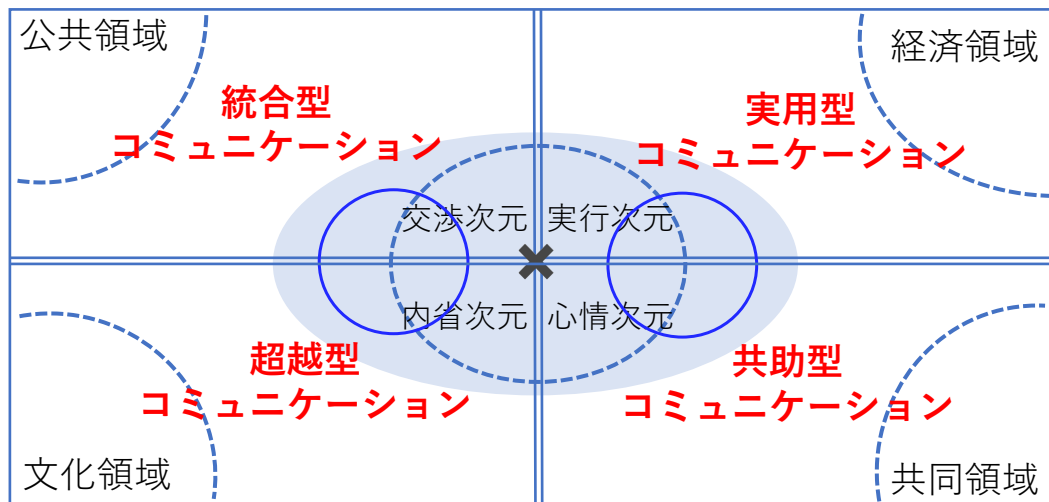 公共領域
経済領域
統合型
コミュニケーション
実用型
コミュニケーション
交渉次元
実行次元
内省次元
心情次元
超越型
コミュニケーション
共助型
コミュニケーション
文化領域
共同領域